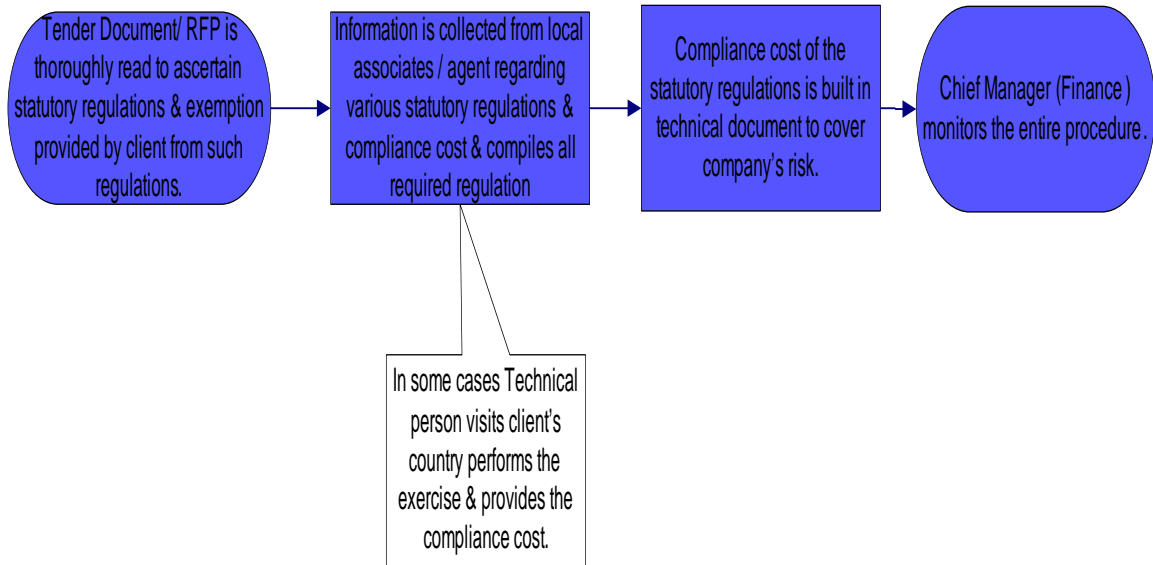 Tender Document/ RFP is
thoroughly read to ascertain
statutory regulations & exemption
provided by client from such
regulations.
Information is collected from local
associates / agent regarding
various statutory regulations &
compliance cost & compiles all
required regulation
Compliance cost of the
statutory regulations is built in
technical document to cover
company's risk.
Chief Manager (Finance)
monitors the entire procedure.
In some cases Technical
person visits client's
country performs the
exercise & provides the
compliance cost.